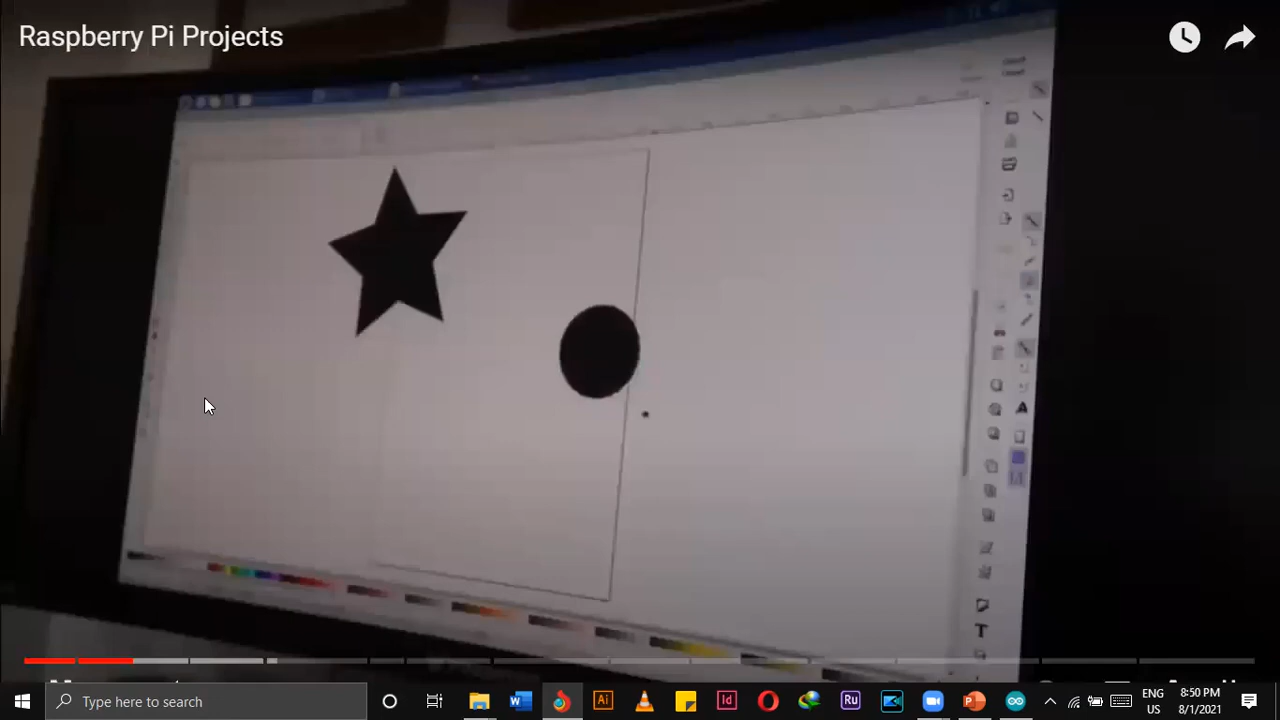 Raspberry Pi Projects
Type here to search
ENG
US
8:50 PM
8/1/2021